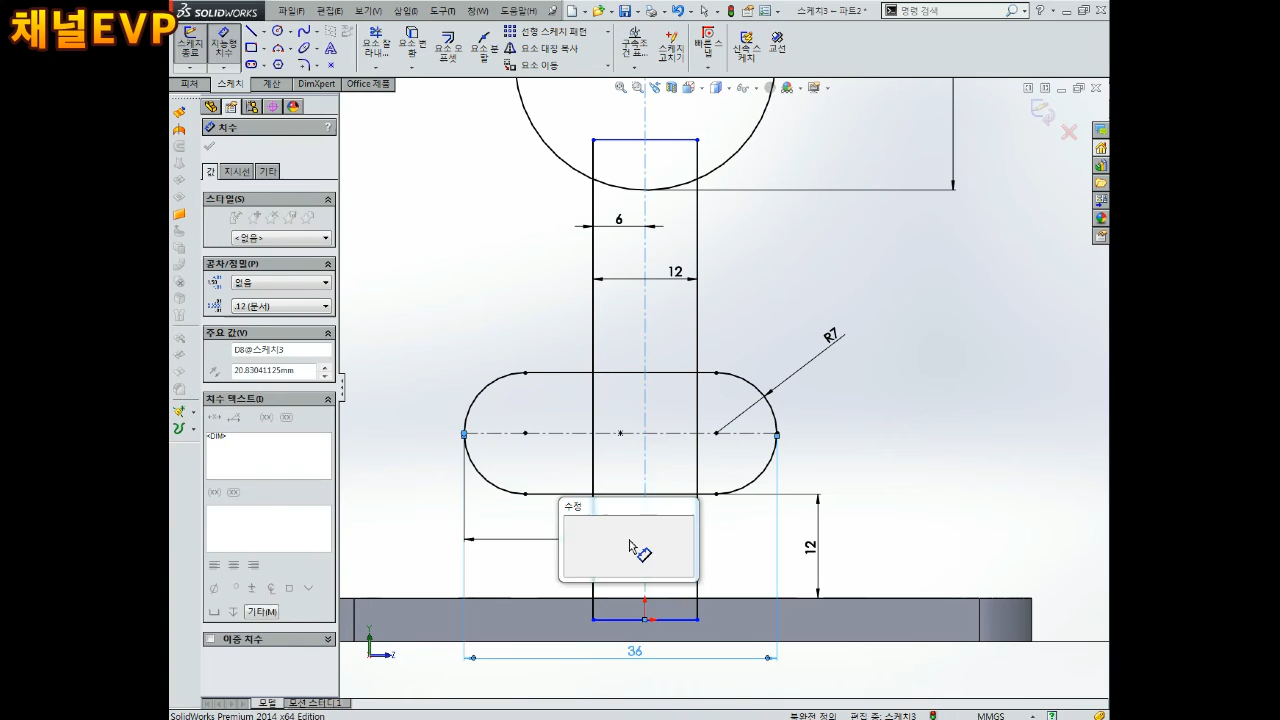 채널EVP
SOLIDWORKS
파일(F)
편집(E)
보기(V)
삽입(I)
도구(T)
창(W)
도움말(H)
스케치3 - 파트2 *
명령 검색
스케치 종료
지능형 치수
요소 잘라내...
요소 변환
요소 오프셋
요소 분할
선형 스케치 패턴
요소 대칭 복사
요소 이동
구속조건 표...
스케치 고치기
빠른 스냅
신속 스케치
교선
피처
스케치
계산
DimXpert
Office 제품
치수
?
값
지시선
기타
스타일(S)
<없음>
공차/정밀(P)
없음
.12 (문서)
주요 값(V)
D8@스케치3
20.83041125mm
치수 텍스트(I)
<DIM>
기타(M)
이중 치수
6
12
R7
수정
12
36
Y
Z
모델
모션 스터디1
SolidWorks Premium 2014 x64 Edition
불완전 정의
편집 중: 스케치3
MMGS